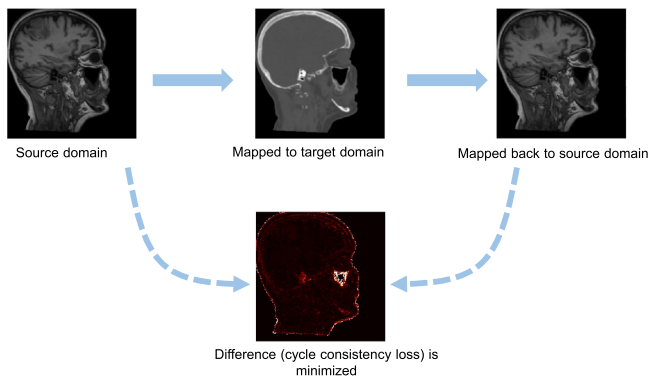 Source domain
Mapped to target domain
Mapped back to source domain
Difference (cycle consistency loss) is
minimized